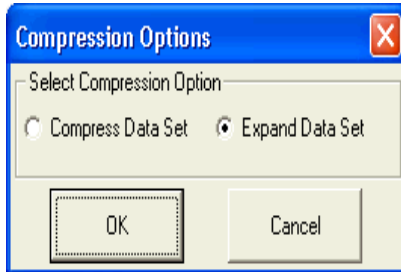 Compression Options
Select Compression Option
Compress Data Set Expand Data Set
OK Cancel